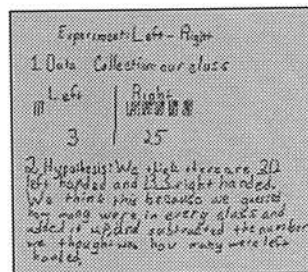 Experiment: Left - Right
1. Data Collection: our class
Left Right
3 25
2. Hypothesis: We think there are
left handed and right handed.
We think this because we guessed
how many were in every class and
added it up and subtracted the number
we thought was how many were left
handed.